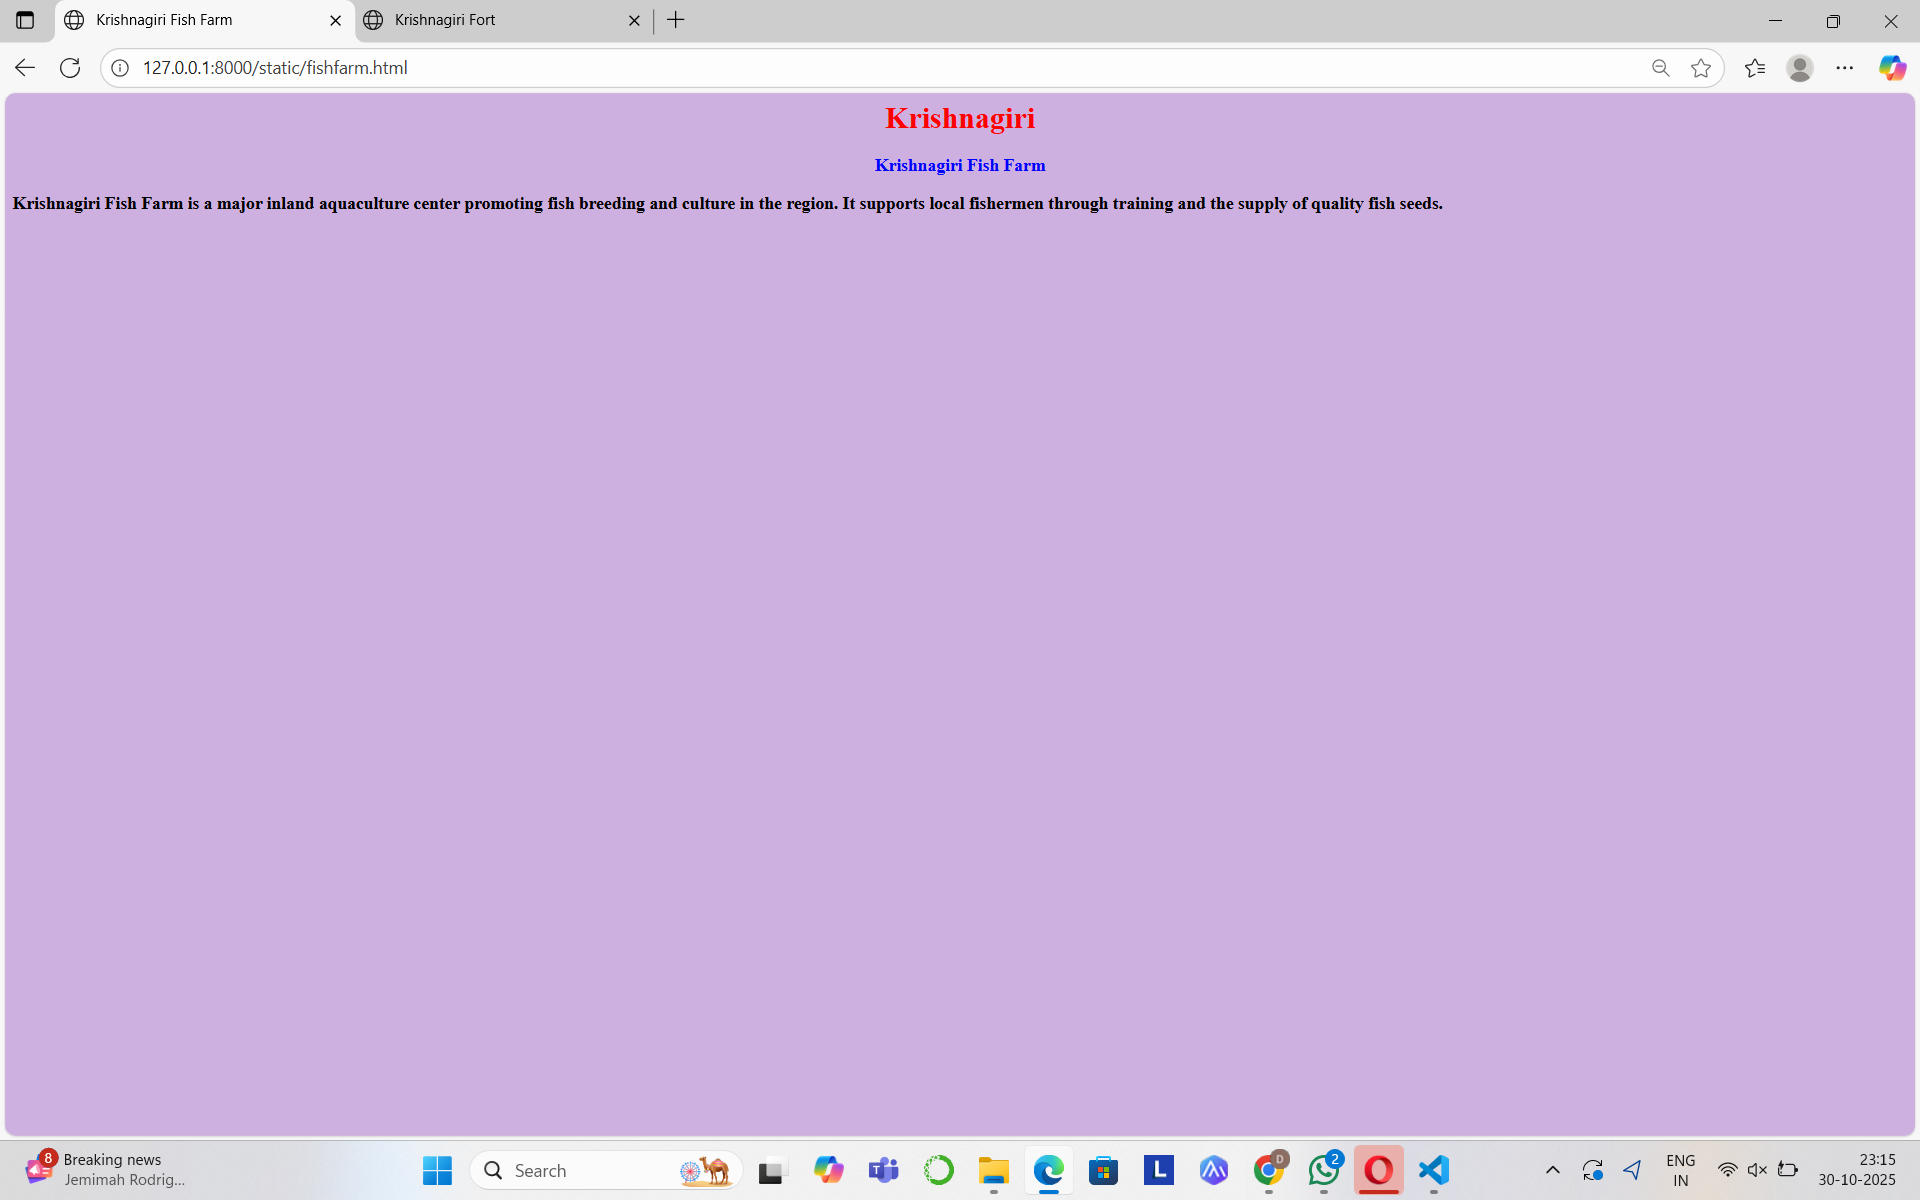 Krishnagiri Fish Farm
Krishnagiri Fort
127.0.0.1:8000/static/fishfarm.html
Krishnagiri
Krishnagiri Fish Farm
Krishnagiri Fish Farm is a major inland aquaculture center promoting fish breeding and culture in the region. It supports local fishermen through training and the supply of quality fish seeds.
8
Breaking news
Jemimah Rodrig...
Search
T
L
D
2
ENG
IN
23:15
30-10-2025